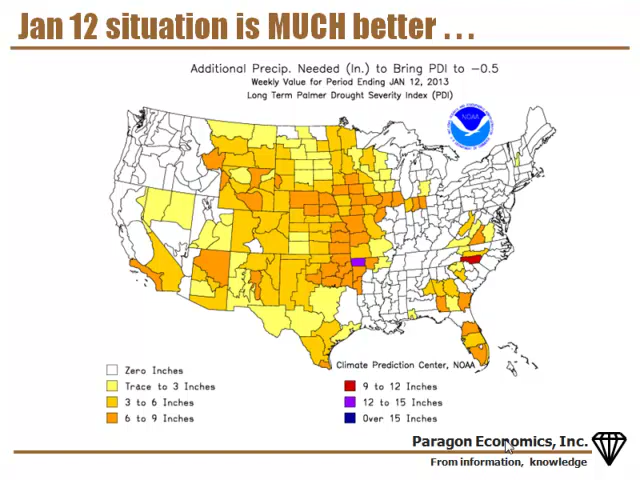 Jan 12 situation is MUCH better . . .
Additional Precip. Needed (In.) to Bring PDI to −0.5
Weekly Value for Period Ending JAN 12, 2013
Long Term Palmer Drought Severity Index (PDI)
NOAA
Climate Prediction Center, NOAA
Zero Inches
Trace to 3 Inches
3 to 6 Inches
6 to 9 Inches
9 to 12 Inches
12 to 15 Inches
Over 15 Inches
Paragon Economics, Inc.
From information, knowledge